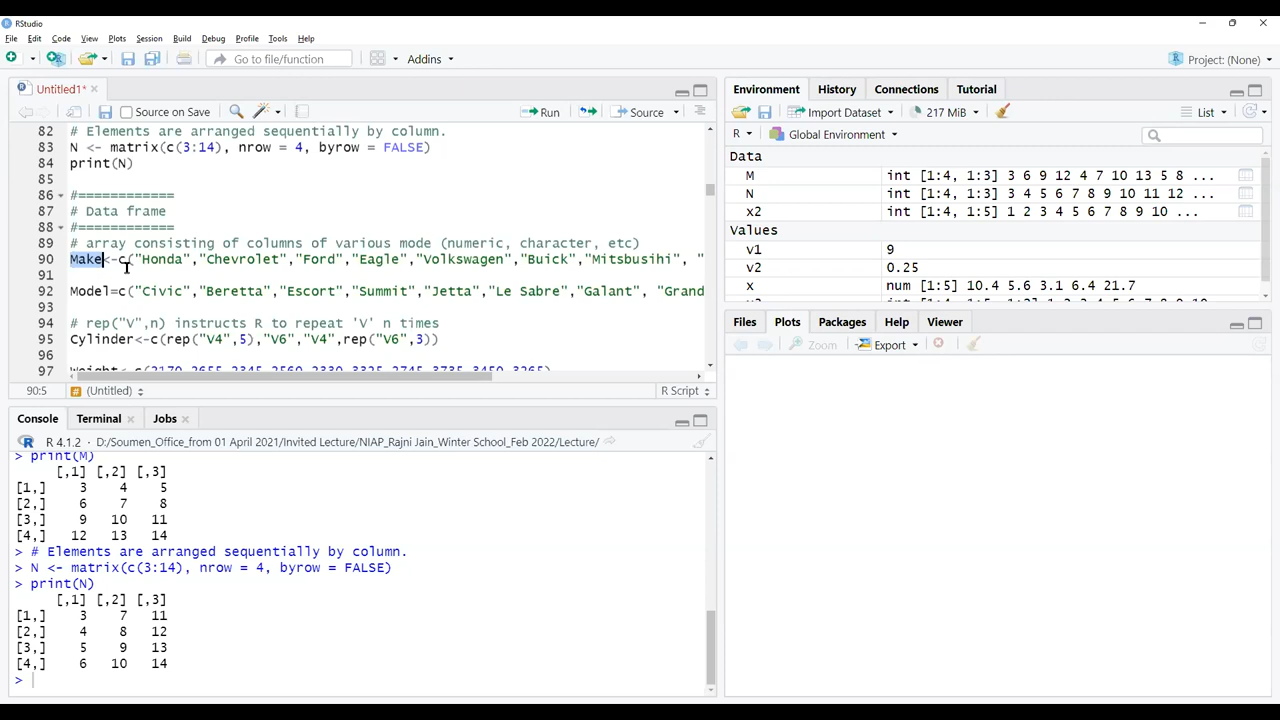 RStudio
File Edit Code View Plots Session Build Debug Profile Tools Help
Go to file/function Addins Project: (None)
Untitled1*
Source on Save Run Source
82 # Elements are arranged sequentially by column.
83 N <- matrix(c(3:14), nrow = 4, byrow = FALSE)
84 print(N)
85
86 #============
87 # Data frame
88 #============
89 # array consisting of columns of various mode (numeric, character, etc)
90 Make<-c("Honda","Chevrolet","Ford","Eagle","Volkswagen","Buick","Mitsbusihi", "
91
92 Model=c("Civic","Beretta","Escort","Summit","Jetta","Le Sabre","Galant", "Grand
93
94 # rep("V",n) instructs R to repeat 'V' n times
95 Cylinder<-c(rep("V4",5),"V6","V4",rep("V6",3))
96
97 Weight<-c(2170,2655,2345,2560,2330,3325,2745,3735,3450,3265)
90:5 # (Untitled) R Script
Console Terminal Jobs
R 4.1.2 · D:/Soumen_Office_from 01 April 2021/Invited Lecture/NIAP_Rajni Jain_Winter School_Feb 2022/Lecture/
> print(M)
[,1] [,2] [,3]
[1,] 3 4 5
[2,] 6 7 8
[3,] 9 10 11
[4,] 12 13 14
> # Elements are arranged sequentially by column.
> N <- matrix(c(3:14), nrow = 4, byrow = FALSE)
> print(N)
[,1] [,2] [,3]
[1,] 3 7 11
[2,] 4 8 12
[3,] 5 9 13
[4,] 6 10 14
>
Environment History Connections Tutorial
Import Dataset 217 MiB List
R Global Environment
Data
M int [1:4, 1:3] 3 6 9 12 4 7 10 13 5 8 ...
N int [1:4, 1:3] 3 4 5 6 7 8 9 10 11 12 ...
x2 int [1:4, 1:5] 1 2 3 4 5 6 7 8 9 10 ...
Values
v1 9
v2 0.25
x num [1:5] 10.4 5.6 3.1 6.4 21.7
Files Plots Packages Help Viewer
Zoom Export